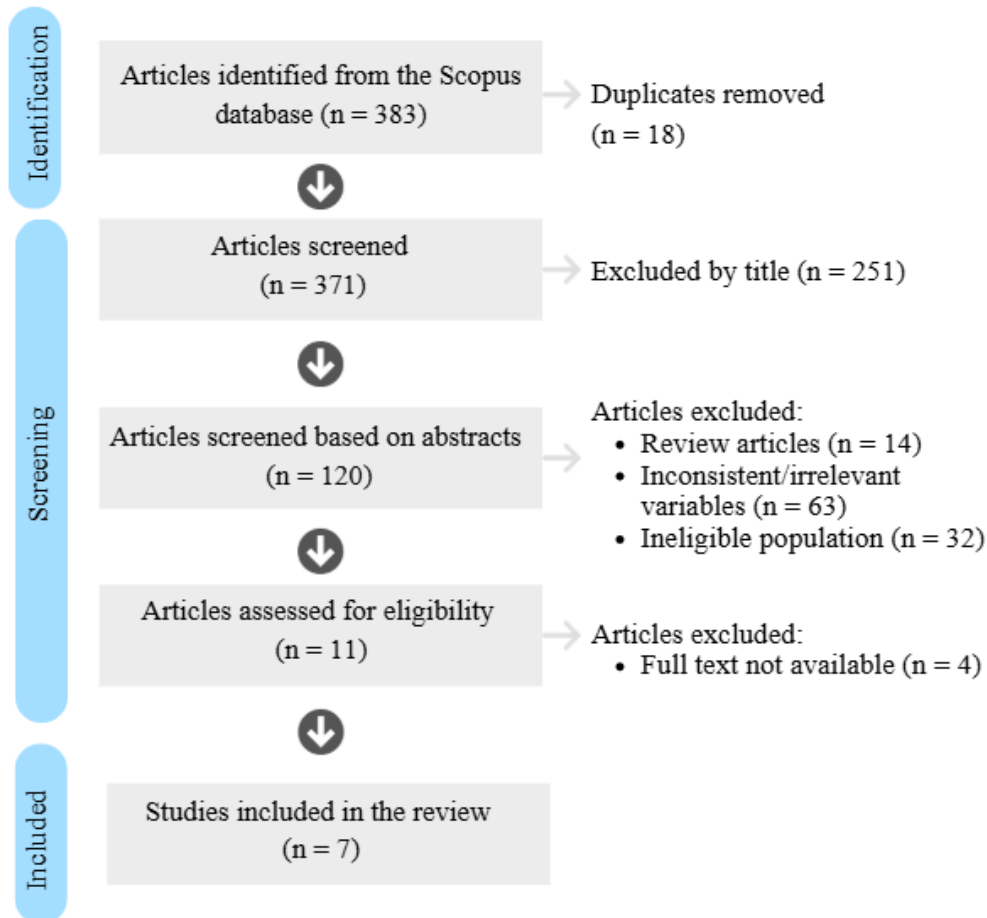 Identification
Articles identified from the Scopus
database (n = 383)
Duplicates removed
(n = 18)
Screening
Articles screened
(n = 371)
Excluded by title (n = 251)
Articles screened based on abstracts
(n = 120)
Articles excluded:
• Review articles (n = 14)
• Inconsistent/irrelevant
variables (n = 63)
• Ineligible population (n = 32)
Articles assessed for eligibility
(n = 11)
Articles excluded:
• Full text not available (n = 4)
Included
Studies included in the review
(n = 7)